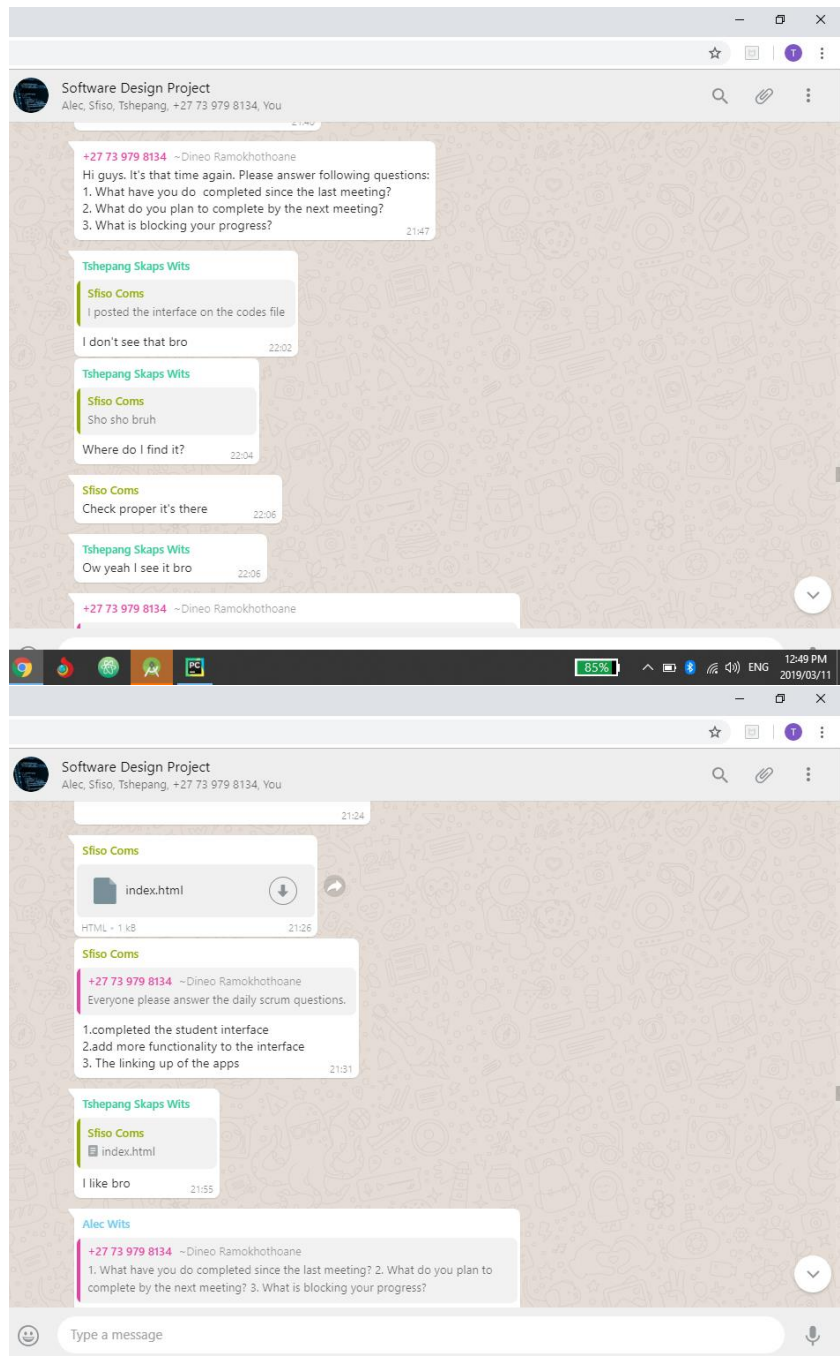 Software Design Project
Alec, Sfiso, Tshepang, +27 73 979 8134, You
+27 73 979 8134 ~Dineo Ramokhothoane
Hi guys. It's that time again. Please answer following questions:
1. What have you do completed since the last meeting?
2. What do you plan to complete by the next meeting?
3. What is blocking your progress?
21:47
Tshepang Skaps Wits
Sfiso Coms
I posted the interface on the codes file
I don't see that bro
22:02
Tshepang Skaps Wits
Sfiso Coms
Sho sho bruh
Where do I find it?
22:04
Sfiso Coms
Check proper it's there
22:06
Tshepang Skaps Wits
Ow yeah I see it bro
22:06
+27 73 979 8134 ~Dineo Ramokhothoane
PC
85%
ENG
12:49 PM
2019/03/11
T
Software Design Project
Alec, Sfiso, Tshepang, +27 73 979 8134, You
21:24
Sfiso Coms
index.html
HTML • 1 kB
21:26
Sfiso Coms
+27 73 979 8134 ~Dineo Ramokhothoane
Everyone please answer the daily scrum questions.
1.completed the student interface
2.add more functionality to the interface
3. The linking up of the apps
21:31
Tshepang Skaps Wits
Sfiso Coms
index.html
I like bro
21:55
Alec Wits
+27 73 979 8134 ~Dineo Ramokhothoane
1. What have you do completed since the last meeting? 2. What do you plan to
complete by the next meeting? 3. What is blocking your progress?
Type a message